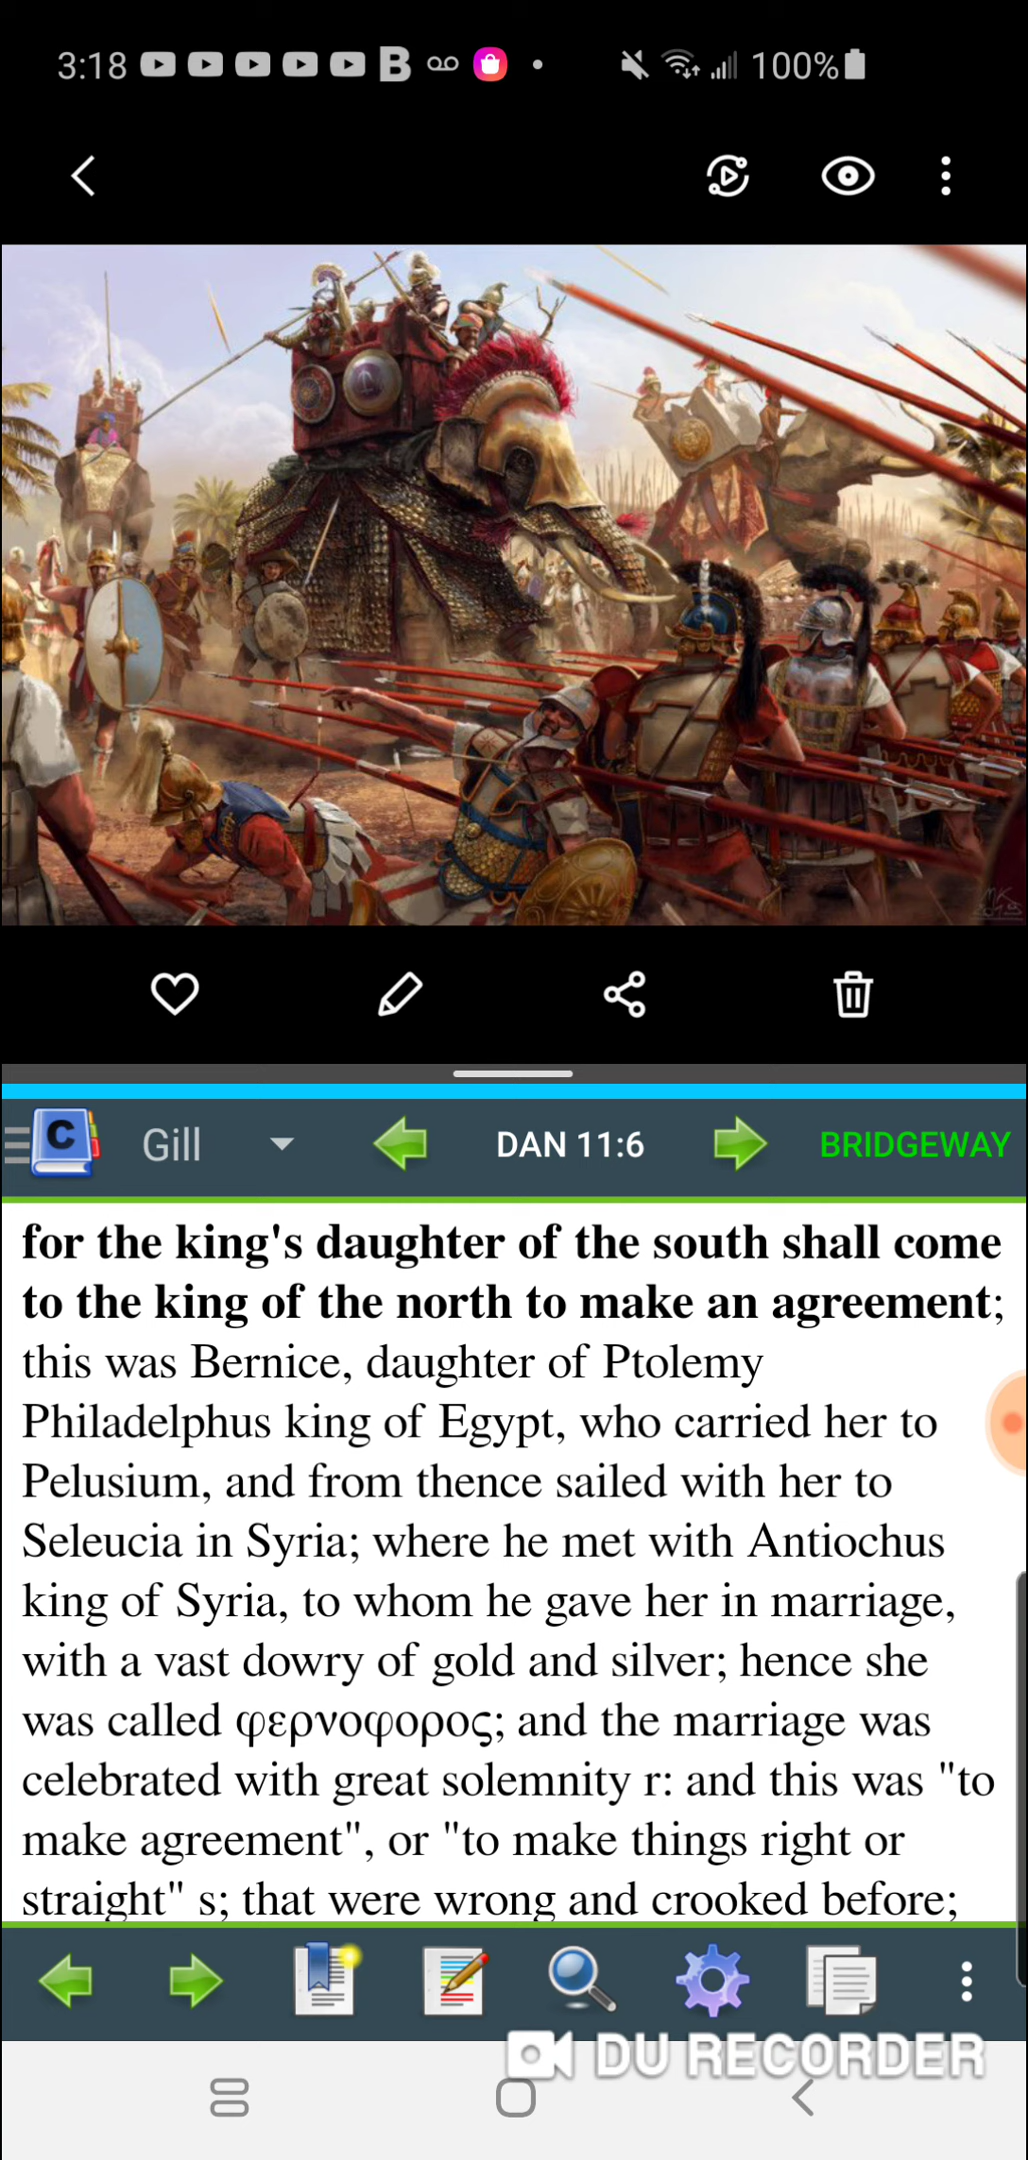 3:18 B 100%
Gill DAN 11:6 BRIDGEWAY
for the king's daughter of the south shall come
to the king of the north to make an agreement;
this was Bernice, daughter of Ptolemy
Philadelphus king of Egypt, who carried her to
Pelusium, and from thence sailed with her to
Seleucia in Syria; where he met with Antiochus
king of Syria, to whom he gave her in marriage,
with a vast dowry of gold and silver; hence she
was called φερνοφορος; and the marriage was
celebrated with great solemnity r: and this was "to
make agreement", or "to make things right or
straight" s; that were wrong and crooked before;
DU RECORDER